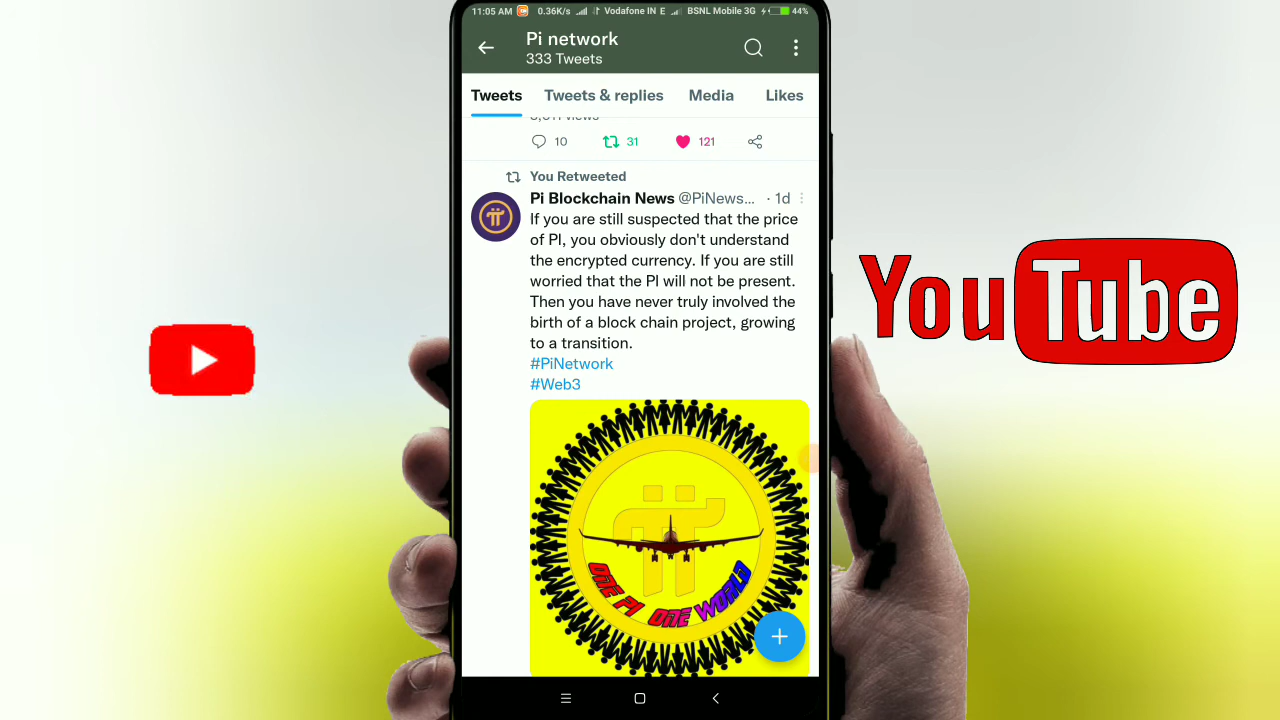 11:05 AM 0.36K/s Vodafone IN E BSNL Mobile 3G 44%
Pi network
333 Tweets
Tweets Tweets & replies Media Likes
10 31 121
You Retweeted
Pi Blockchain News @PiNews... · 1d
If you are still suspected that the price
of PI, you obviously don't understand
the encrypted currency. If you are still
worried that the PI will not be present.
Then you have never truly involved the
birth of a block chain project, growing
to a transition.
#PiNetwork
#Web3
ONE PI ONE WORLD
YouTube